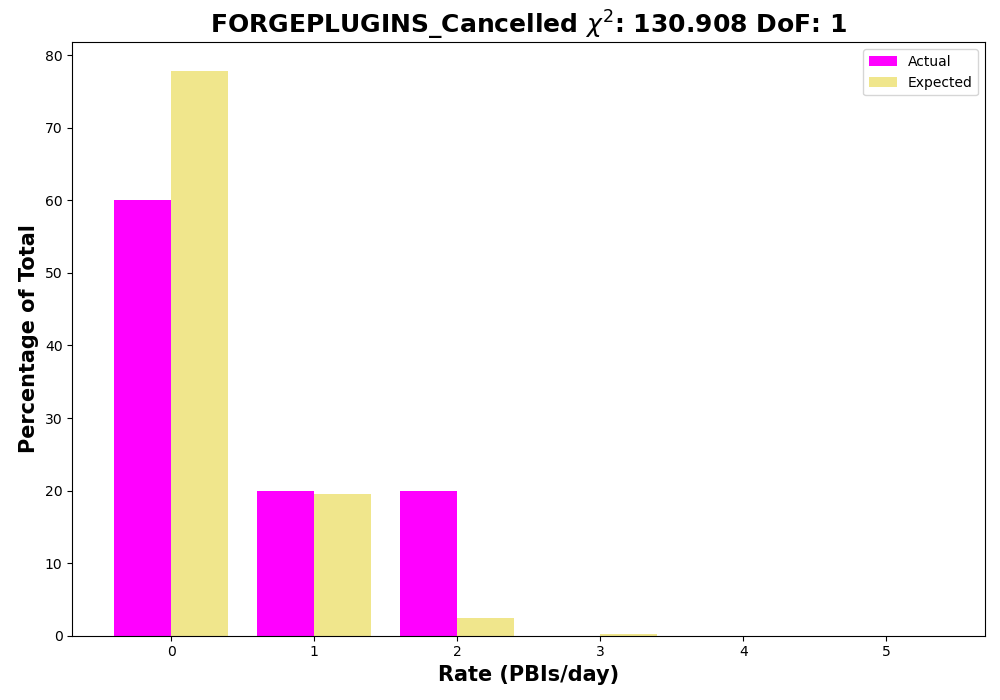 FORGEPLUGINS_Cancelled χ²: 130.908 DoF: 1
Actual
Expected
80
70
60
50
40
30
20
10
0
Percentage of Total
0 1 2 3 4 5
Rate (PBIs/day)